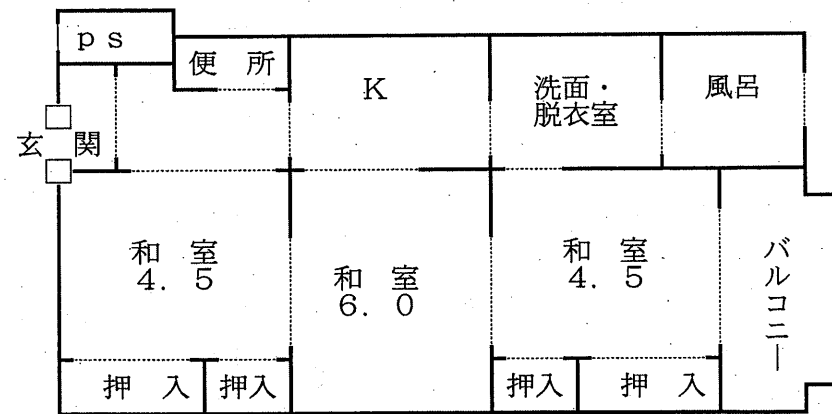 ps
便 所
K
洗面・
脱衣室
風呂
玄 関
和 室
4.5
和 室
6.0
和 室
4.5
バルコニー
押 入
押入
押入
押 入